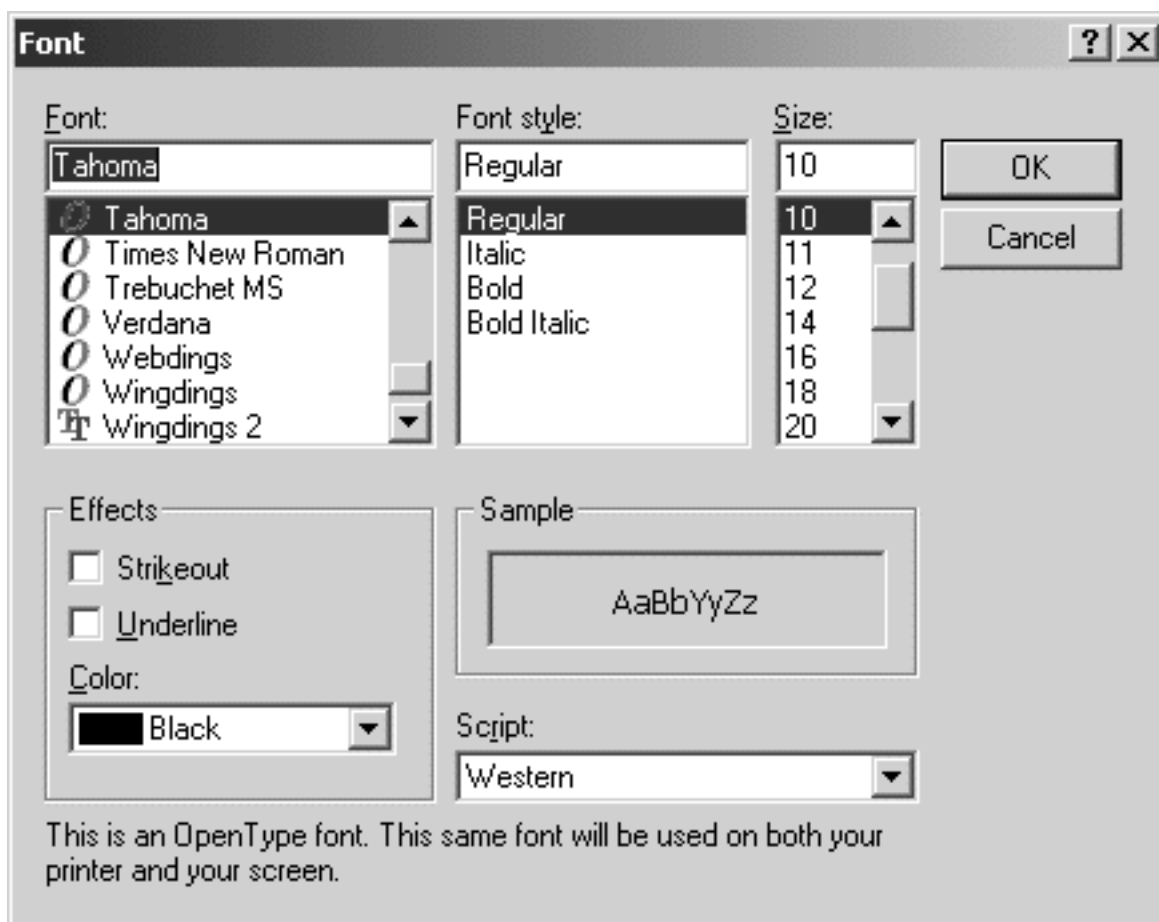 Font
Font:
Tahoma
Tahoma
Times New Roman
Trebuchet MS
Verdana
Webdings
Wingdings
Wingdings 2
Font style:
Regular
Regular
Italic
Bold
Bold Italic
Size:
10
10
11
12
14
16
18
20
OK
Cancel
Effects
Strikeout
Underline
Color:
Black
Sample
AaBbYyZz
Script:
Western
This is an OpenType font. This same font will be used on both your
printer and your screen.